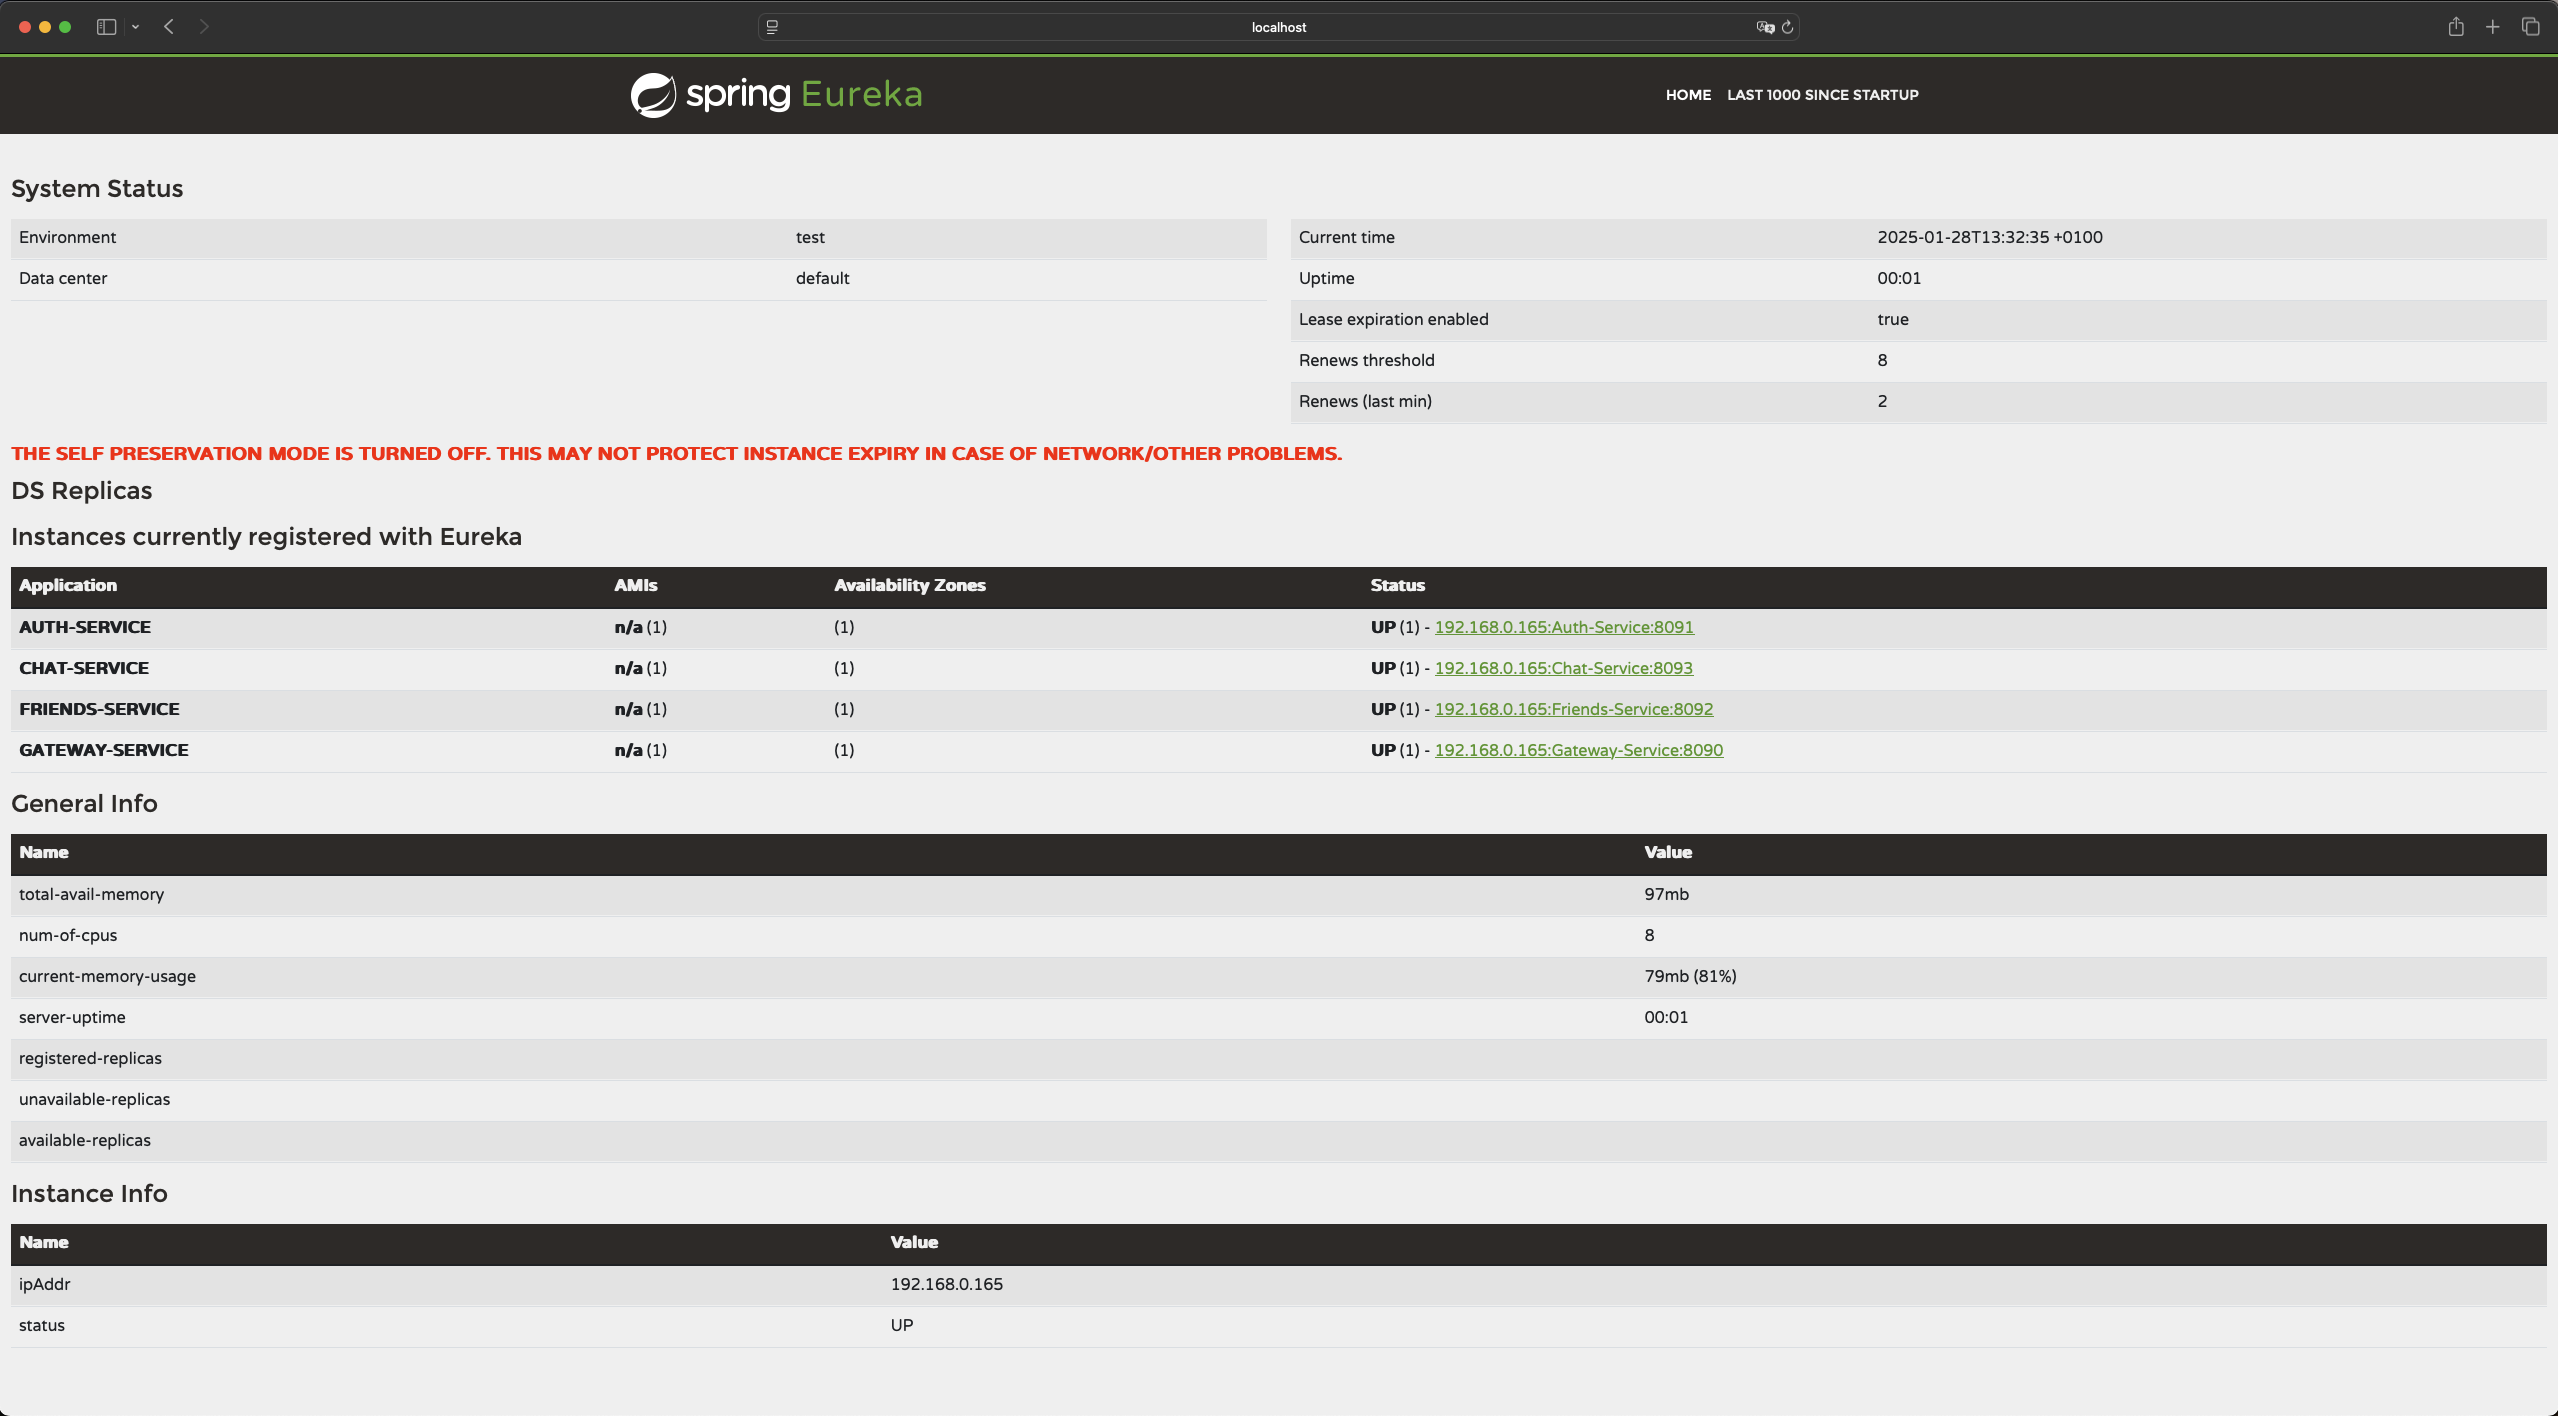 localhost
spring Eureka
HOME LAST 1000 SINCE STARTUP
System Status
Environment test
Data center default
Current time 2025-01-28T13:32:35 +0100
Uptime 00:01
Lease expiration enabled true
Renews threshold 8
Renews (last min) 2
THE SELF PRESERVATION MODE IS TURNED OFF. THIS MAY NOT PROTECT INSTANCE EXPIRY IN CASE OF NETWORK/OTHER PROBLEMS.
DS Replicas
Instances currently registered with Eureka
Application AMIs Availability Zones Status
AUTH-SERVICE n/a (1) (1) UP (1) - 192.168.0.165:Auth-Service:8091
CHAT-SERVICE n/a (1) (1) UP (1) - 192.168.0.165:Chat-Service:8093
FRIENDS-SERVICE n/a (1) (1) UP (1) - 192.168.0.165:Friends-Service:8092
GATEWAY-SERVICE n/a (1) (1) UP (1) - 192.168.0.165:Gateway-Service:8090
General Info
Name Value
total-avail-memory 97mb
num-of-cpus 8
current-memory-usage 79mb (81%)
server-uptime 00:01
registered-replicas
unavailable-replicas
available-replicas
Instance Info
Name Value
ipAddr 192.168.0.165
status UP